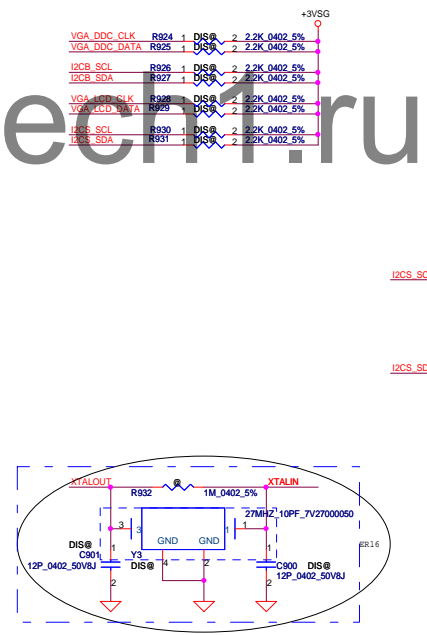 +3VSG
VGA_DDC_CLK R924 1 DIS@ 2 2.2K_0402_5%
VGA_DDC_DATA R925 1 DIS@ 2 2.2K_0402_5%
I2CB_SCL R926 1 DIS@ 2 2.2K_0402_5%
I2CB_SDA R927 1 DIS@ 2 2.2K_0402_5%
VGA_LCD_CLK R928 1 DIS@ 2 2.2K_0402_5%
VGA_LCD_DATA R929 1 DIS@ 2 2.2K_0402_5%
I2CS_SCL R930 1 DIS@ 2 2.2K_0402_5%
I2CS_SDA R931 1 DIS@ 2 2.2K_0402_5%
ech1.ru
I2CS_SC
I2CS_SD
XTALOUT @ XTALIN
R932 1M_0402_5%
27MHZ_10PF_7V27000050
3 3 1 1
GND GND
DIS@ 1 1 ER16
C901 Y3 4 2 C900 DIS@
12P_0402_50V8J DIS@ 12P_0402_50V8J
2 2